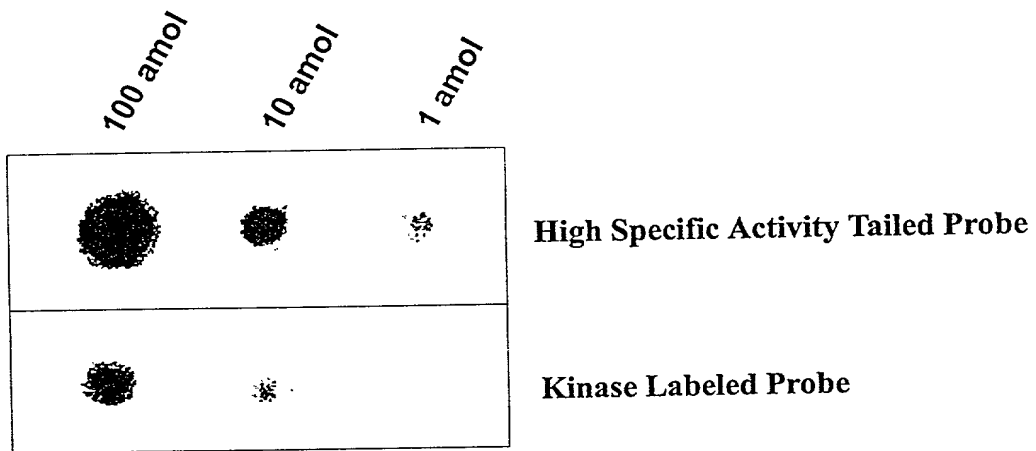 100 amol
10 amol
1 amol
High Specific Activity Tailed Probe
Kinase Labeled Probe